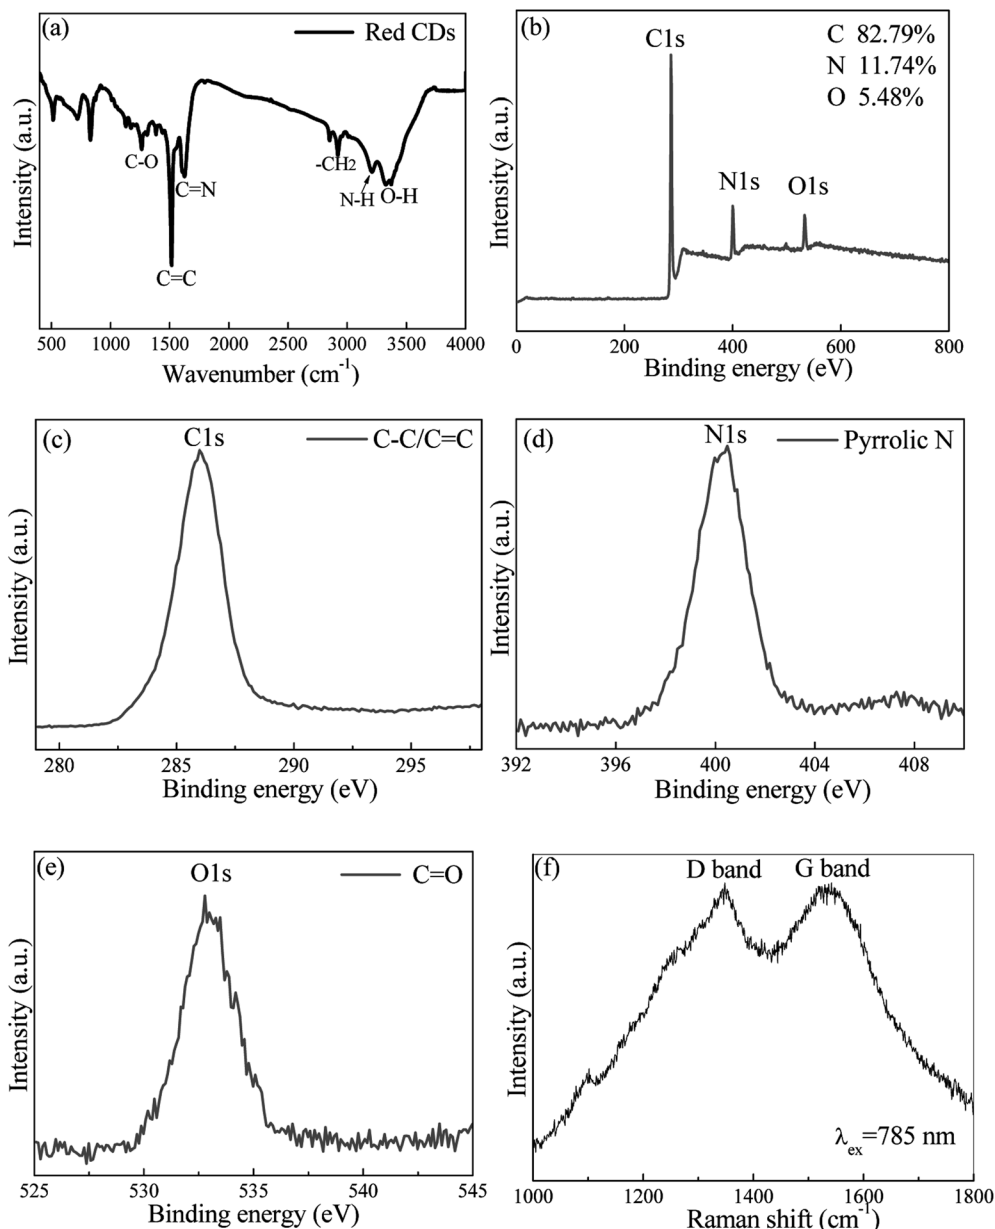 (a)
Red CDs
C-O
C=N
C=C
-CH2
N-H
O-H
Intensity (a.u.)
500 1000 1500 2000 2500 3000 3500 4000
Wavenumber (cm-1)
(b)
C1s
C 82.79%
N 11.74%
O 5.48%
N1s
O1s
Intensity (a.u.)
0 200 400 600 800
Binding energy (eV)
(c)
C1s
C-C/C=C
Intensity (a.u.)
280 285 290 295
Binding energy (eV)
(d)
N1s
Pyrrolic N
Intensity (a.u.)
392 396 400 404 408
Binding energy (eV)
(e)
O1s
C=O
Intensity (a.u.)
525 530 535 540 545
Binding energy (eV)
(f)
D band
G band
λex=785 nm
Intensity (a.u.)
1000 1200 1400 1600 1800
Raman shift (cm-1)